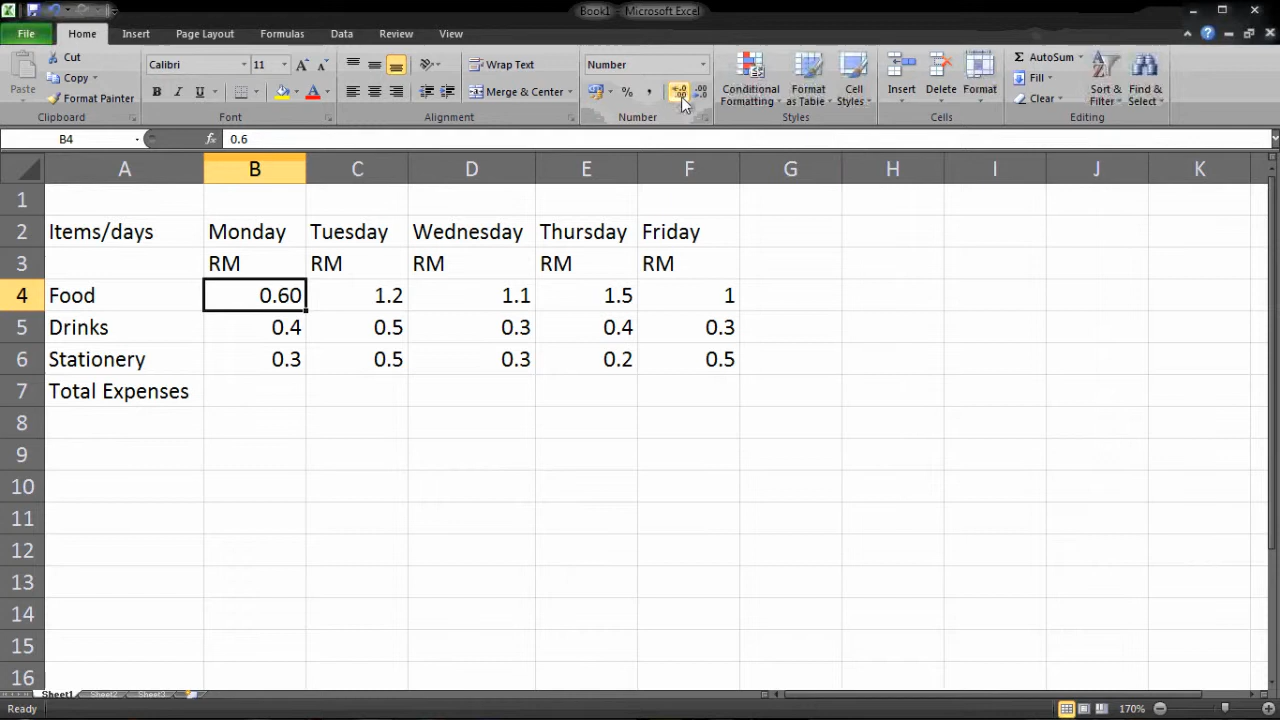 Book1 - Microsoft Excel
File Home Insert Page Layout Formulas Data Review View
Paste
Cut
Copy
Format Painter
Clipboard
Calibri 11
B I U
Font
Wrap Text
Merge & Center
Alignment
Number
%
Number
Conditional Formatting
Format as Table
Cell Styles
Styles
Insert Delete Format
Cells
AutoSum
Fill
Clear
Sort & Filter
Find & Select
Editing
B4 fx 0.6
A B C D E F G H I J K
1
2 Items/days Monday Tuesday Wednesday Thursday Friday
3 RM RM RM RM RM
4 Food 0.60 1.2 1.1 1.5 1
5 Drinks 0.4 0.5 0.3 0.4 0.3
6 Stationery 0.3 0.5 0.3 0.2 0.5
7 Total Expenses
8
9
10
11
12
13
14
15
16
Sheet1 Sheet2 Sheet3
Ready 170%